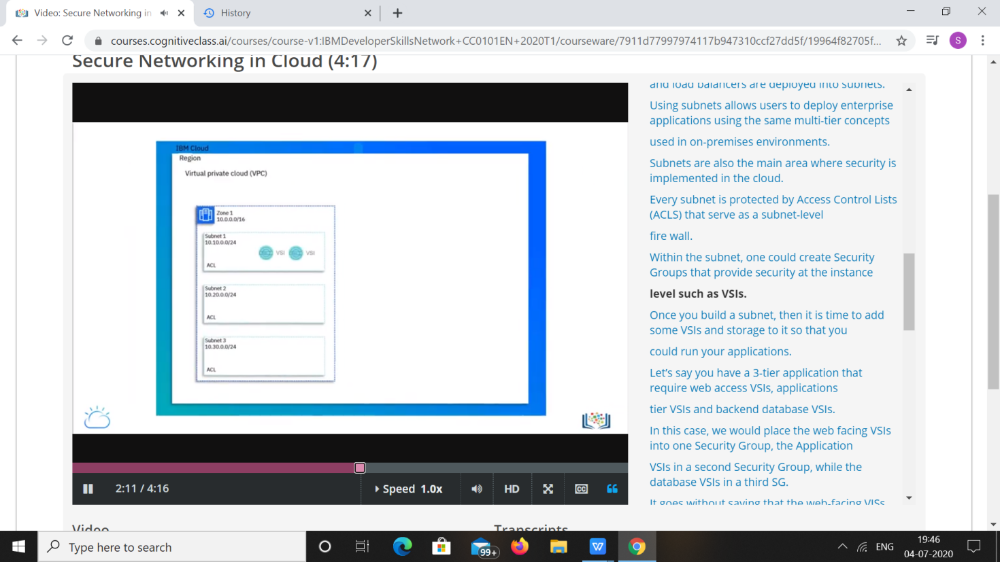 Video: Secure Networking in
History
courses.cognitiveclass.ai/courses/course-v1:IBMDeveloperSkillsNetwork+CC0101EN+2020T1/courseware/7911d77997974117b947310ccf27dd5f/19964f82705f...
S
Secure Networking in Cloud (4:17)
IBM Cloud
Region
Virtual private cloud (VPC)
Zone 1
10.0.0.0/16
Subnet 1
10.10.0.0/24
VSI VSI
ACL
Subnet 2
10.20.0.0/24
ACL
Subnet 3
10.30.0.0/24
ACL
2:11 / 4:16
Speed 1.0x
HD
CC
and load balancers are deployed into subnets.
Using subnets allows users to deploy enterprise
applications using the same multi-tier concepts
used in on-premises environments.
Subnets are also the main area where security is
implemented in the cloud.
Every subnet is protected by Access Control Lists
(ACLS) that serve as a subnet-level
fire wall.
Within the subnet, one could create Security
Groups that provide security at the instance
level such as VSIs.
Once you build a subnet, then it is time to add
some VSIs and storage to it so that you
could run your applications.
Let's say you have a 3-tier application that
require web access VSIs, applications
tier VSIs and backend database VSIs.
In this case, we would place the web facing VSIs
into one Security Group, the Application
VSIs in a second Security Group, while the
database VSIs in a third SG.
It goes without saying that the web-facing VISs
Video
Transcripts
Type here to search
99+
W
ENG
19:46
04-07-2020